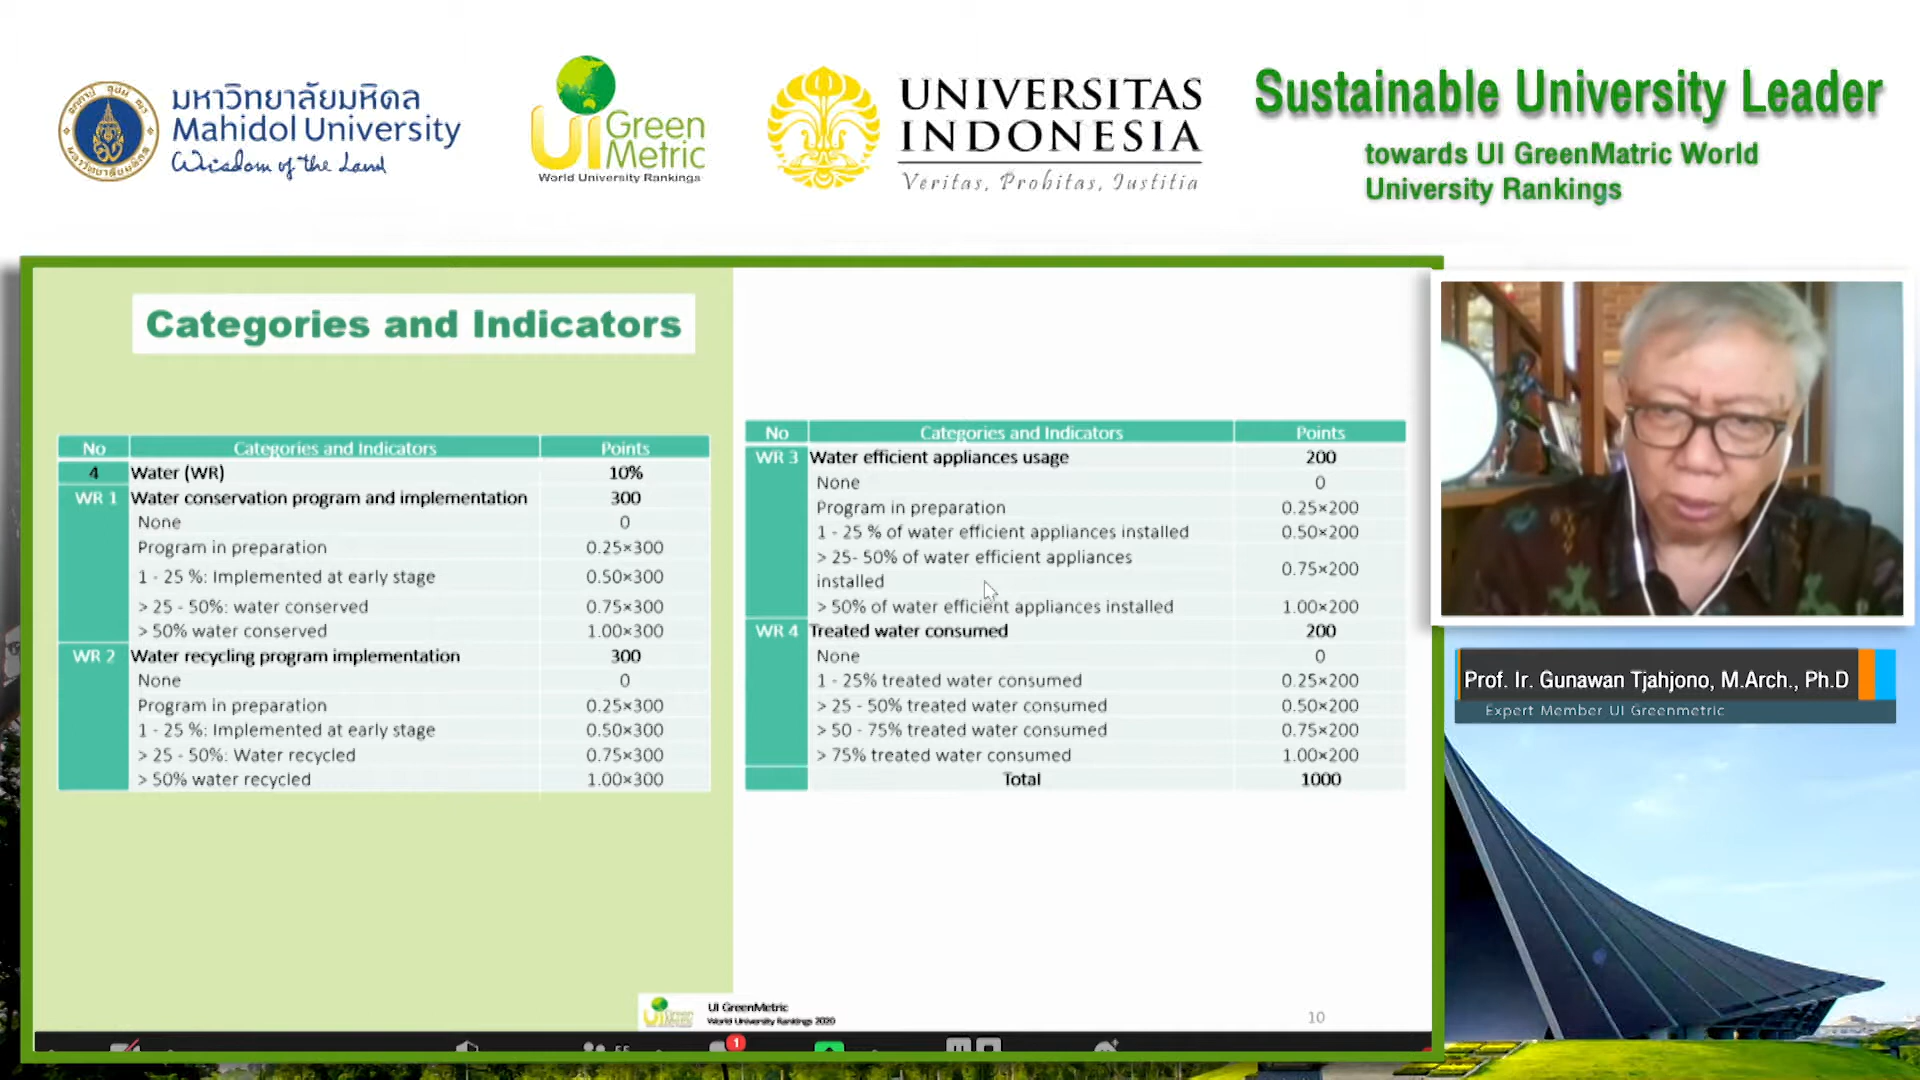 มหาวิทยาลัยมหิดล
Mahidol University
Wisdom of the Land
UI Green
Metric
World University Rankings
UNIVERSITAS
INDONESIA
Veritas, Probitas, Iustitia
Sustainable University Leader
towards UI GreenMatric World
University Rankings
Categories and Indicators
No Categories and Indicators Points
4 Water (WR) 10%
WR 1 Water conservation program and implementation 300
None 0
Program in preparation 0.25×300
1 - 25 %: Implemented at early stage 0.50×300
> 25 - 50%: water conserved 0.75×300
> 50% water conserved 1.00×300
WR 2 Water recycling program implementation 300
None 0
Program in preparation 0.25×300
1 - 25 %: Implemented at early stage 0.50×300
> 25 - 50%: Water recycled 0.75×300
> 50% water recycled 1.00×300
No Categories and Indicators Points
WR 3 Water efficient appliances usage 200
None 0
Program in preparation 0.25×200
1 - 25 % of water efficient appliances installed 0.50×200
> 25- 50% of water efficient appliances
installed 0.75×200
> 50% of water efficient appliances installed 1.00×200
WR 4 Treated water consumed 200
None 0
1 - 25% treated water consumed 0.25×200
> 25 - 50% treated water consumed 0.50×200
> 50 - 75% treated water consumed 0.75×200
> 75% treated water consumed 1.00×200
Total 1000
Prof. Ir. Gunawan Tjahjono, M.Arch., Ph.D
Expert Member UI Greenmetric
UI GreenMetric
World University Rankings 2020
10
1